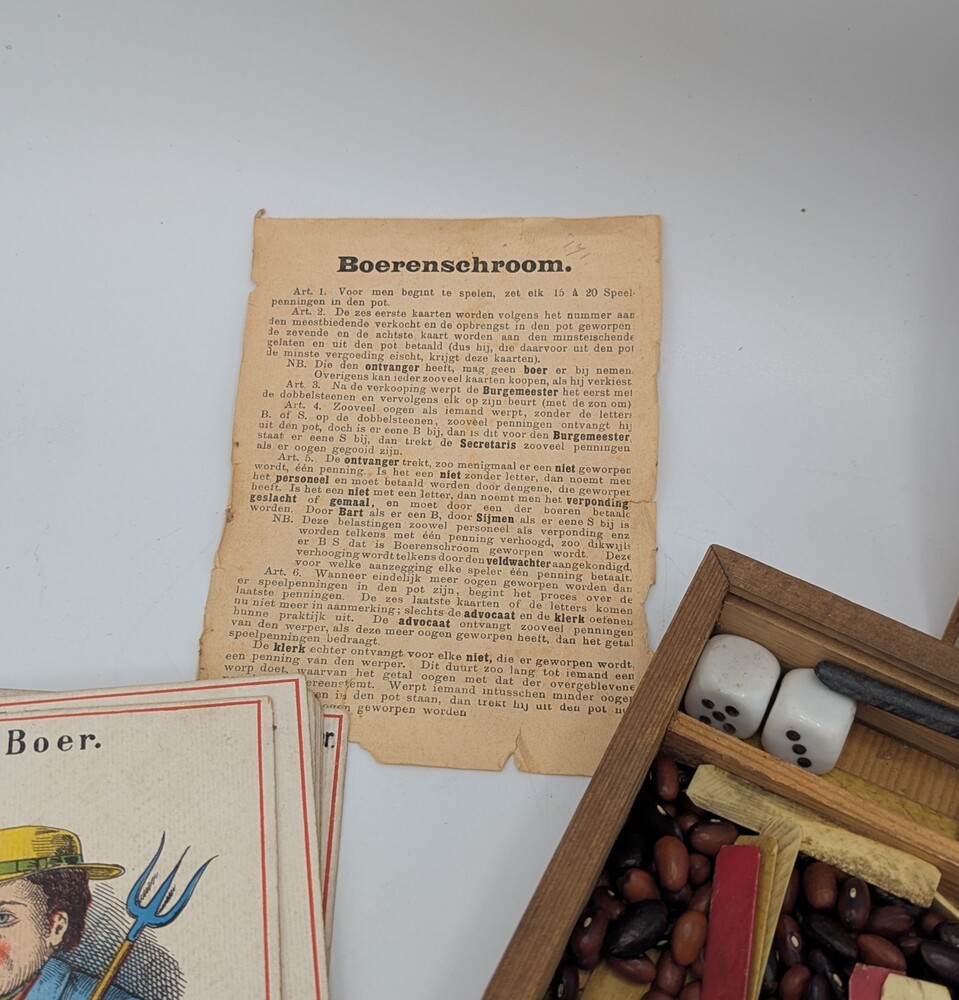 Boerenschroom.
Art. 1. Voor men begint te spelen, zet elk 15 à 20 Speel-
penningen in den pot.
Art. 2. De zes eerste kaarten worden volgens het nummer aan
den meestbiedende verkocht en de opbrengst in den pot geworpen
de zevende en de achtste kaart worden aan den minsteischende
gelaten en uit den pot betaald (dus hij, die daarvoor uit den pot
de minste vergoeding eischt, krijgt deze kaarten).
NB. Die den ontvanger heeft, mag geen boer er bij nemen
Overigens kan ieder zooveel kaarten koopen, als hij verkiest
Art. 3. Na de verkooping werpt de Burgemeester het eerst met
de dobbelsteenen en vervolgens elk op zijn beurt (met de zon om)
Art. 4. Zooveel oogen als iemand werpt, zonder de letters
B. of S. op de dobbelsteenen, zooveel penningen ontvangt hij
uit den pot, doch is er eene B bij, dan is dit voor den Burgemeester,
staat er eene S bij, dan trekt de Secretaris zooveel penningen
als er oogen gegooid zijn.
Art. 5. De ontvanger trekt, zoo menigmaal er een niet geworpen
wordt, één penning. Is het een niet zonder letter, dan noemt men
het personeel en moet betaald worden door dengene, die geworpen
heeft. Is het een niet met een letter, dan noemt men het verponding
geslacht of gemaal, en moet door een der boeren betaald
worden. Door Bart als er een B, door Sijmen als er eene S bij is
NB. Deze belastingen zoowel personeel als verponding enz
worden telkens met één penning verhoogd, zoo dikwijls
er B S dat is Boerenschroom geworpen wordt. Deze
verhooging wordt telkens door den veldwachter aangekondigd,
voor welke aanzegging elke speler één penning betaalt.
Art. 6. Wanneer eindelijk meer oogen geworpen worden dan
er speelpenningen in den pot zijn, begint het proces over de
laatste penningen. De zes laatste kaarten of de letters komen
nu niet meer in aanmerking; slechts de advocaat en de klerk oefenen
hunne praktijk uit. De advocaat ontvangt zooveel penningen
van den werper, als deze meer oogen geworpen heeft, dan het getal
speelpenningen bedraagt.
De klerk echter ontvangt voor elke niet, die er geworpen wordt,
een penning van den werper. Dit duurt zoo lang tot iemand een
worp doet, waarvan het getal oogen met dat der overgeblevene
ereenstemt. Werpt iemand intusschen minder oogen
en in den pot staan, dan trekt hij uit den pot
oogen geworpen worden
Boer.
r.